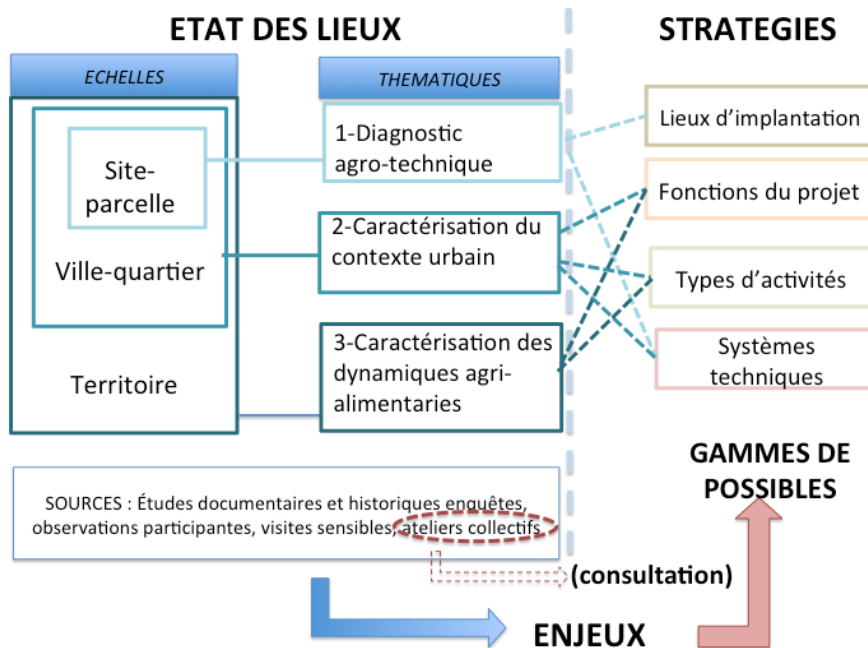 ETAT DES LIEUX
STRATEGIES
ECHELLES
THEMATIQUES
Site-
parcelle
Ville-quartier
Territoire
1-Diagnostic
agro-technique
2-Caractérisation du
contexte urbain
3-Caractérisation des
dynamiques agri-
alimentaries
Lieux d'implantation
Fonctions du projet
Types d'activités
Systèmes
techniques
GAMMES DE
POSSIBLES
SOURCES : Études documentaires et historiques enquêtes,
observations participantes, visites sensibles, ateliers collectifs
(consultation)
ENJEUX